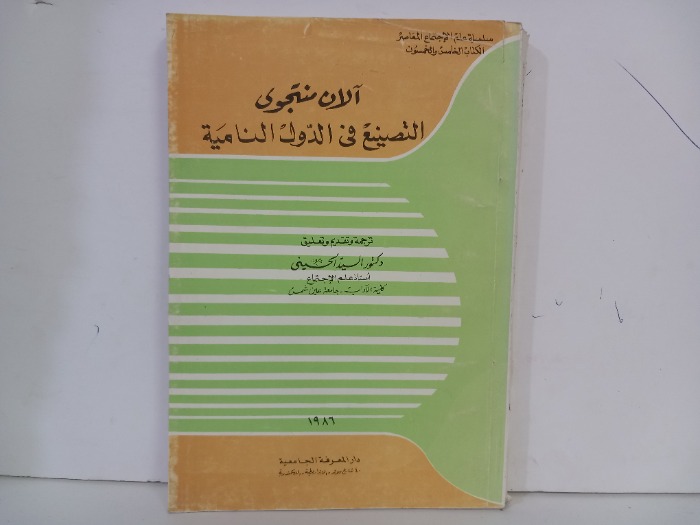 سلسلة علم الاجتماع المعاصر
الكتاب الخامس والخمسون
آلان منتجوى
التصنيع فى الدول النامية
ترجمة وتقديم وتعليق
دكتور السيد الحسينى
أستاذ علم الاجتماع
كلية الآداب - جامعة عين شمس
١٩٨٦
دار المعرفة الجامعية